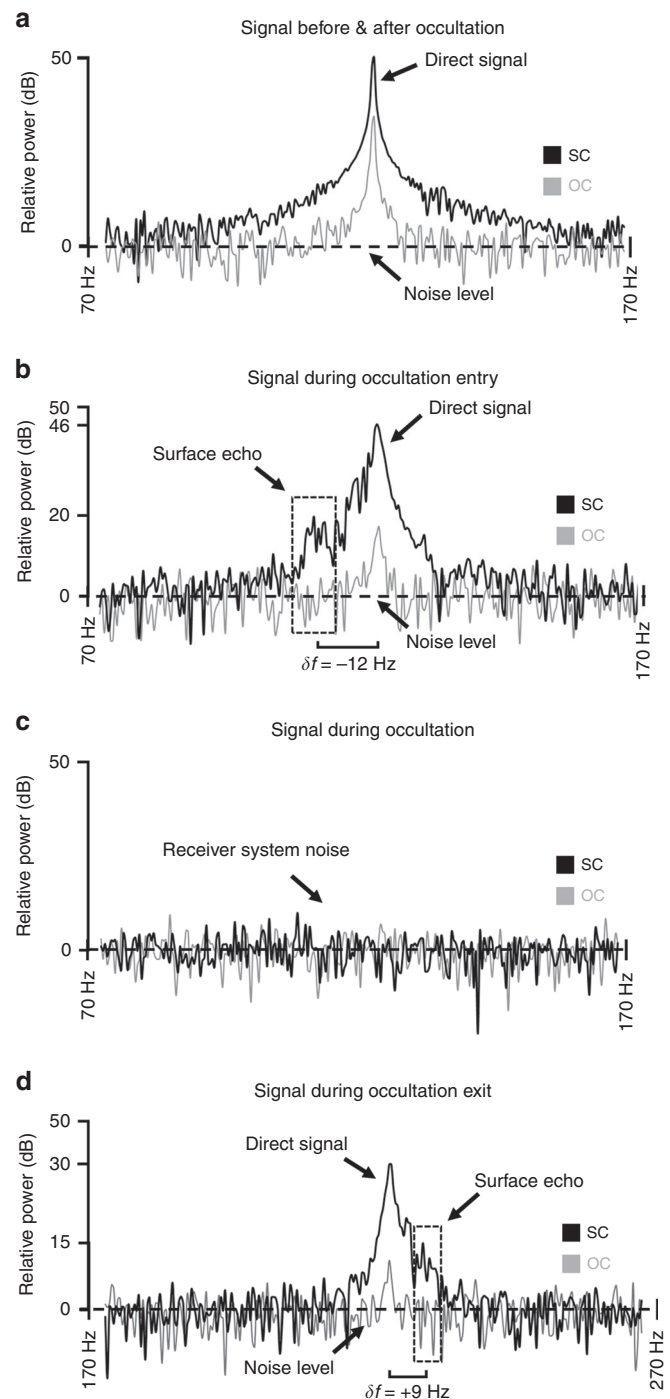 a
Signal before & after occultation
50
Direct signal
Relative power (dB)
SC
OC
0
Noise level
70 Hz
170 Hz
b
Signal during occultation entry
50
46
Direct signal
Surface echo
Relative power (dB)
20
SC
OC
0
Noise level
70 Hz
170 Hz
δf = –12 Hz
c
Signal during occultation
50
Relative power (dB)
Receiver system noise
SC
OC
0
70 Hz
170 Hz
d
Signal during occultation exit
50
Direct signal
30
Surface echo
Relative power (dB)
15
SC
OC
0
Noise level
170 Hz
270 Hz
δf = +9 Hz